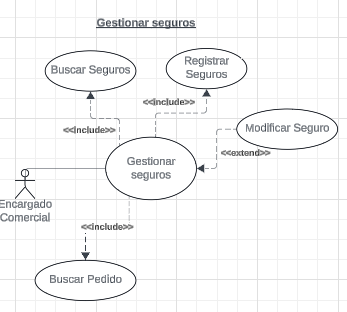 Gestionar seguros
Buscar Seguros
Registrar
Seguros
<<include>>
<<include>>
Modificar Seguro
<<extend>>
Gestionar
seguros
Encargado
Comercial
<<include>>
Buscar Pedido